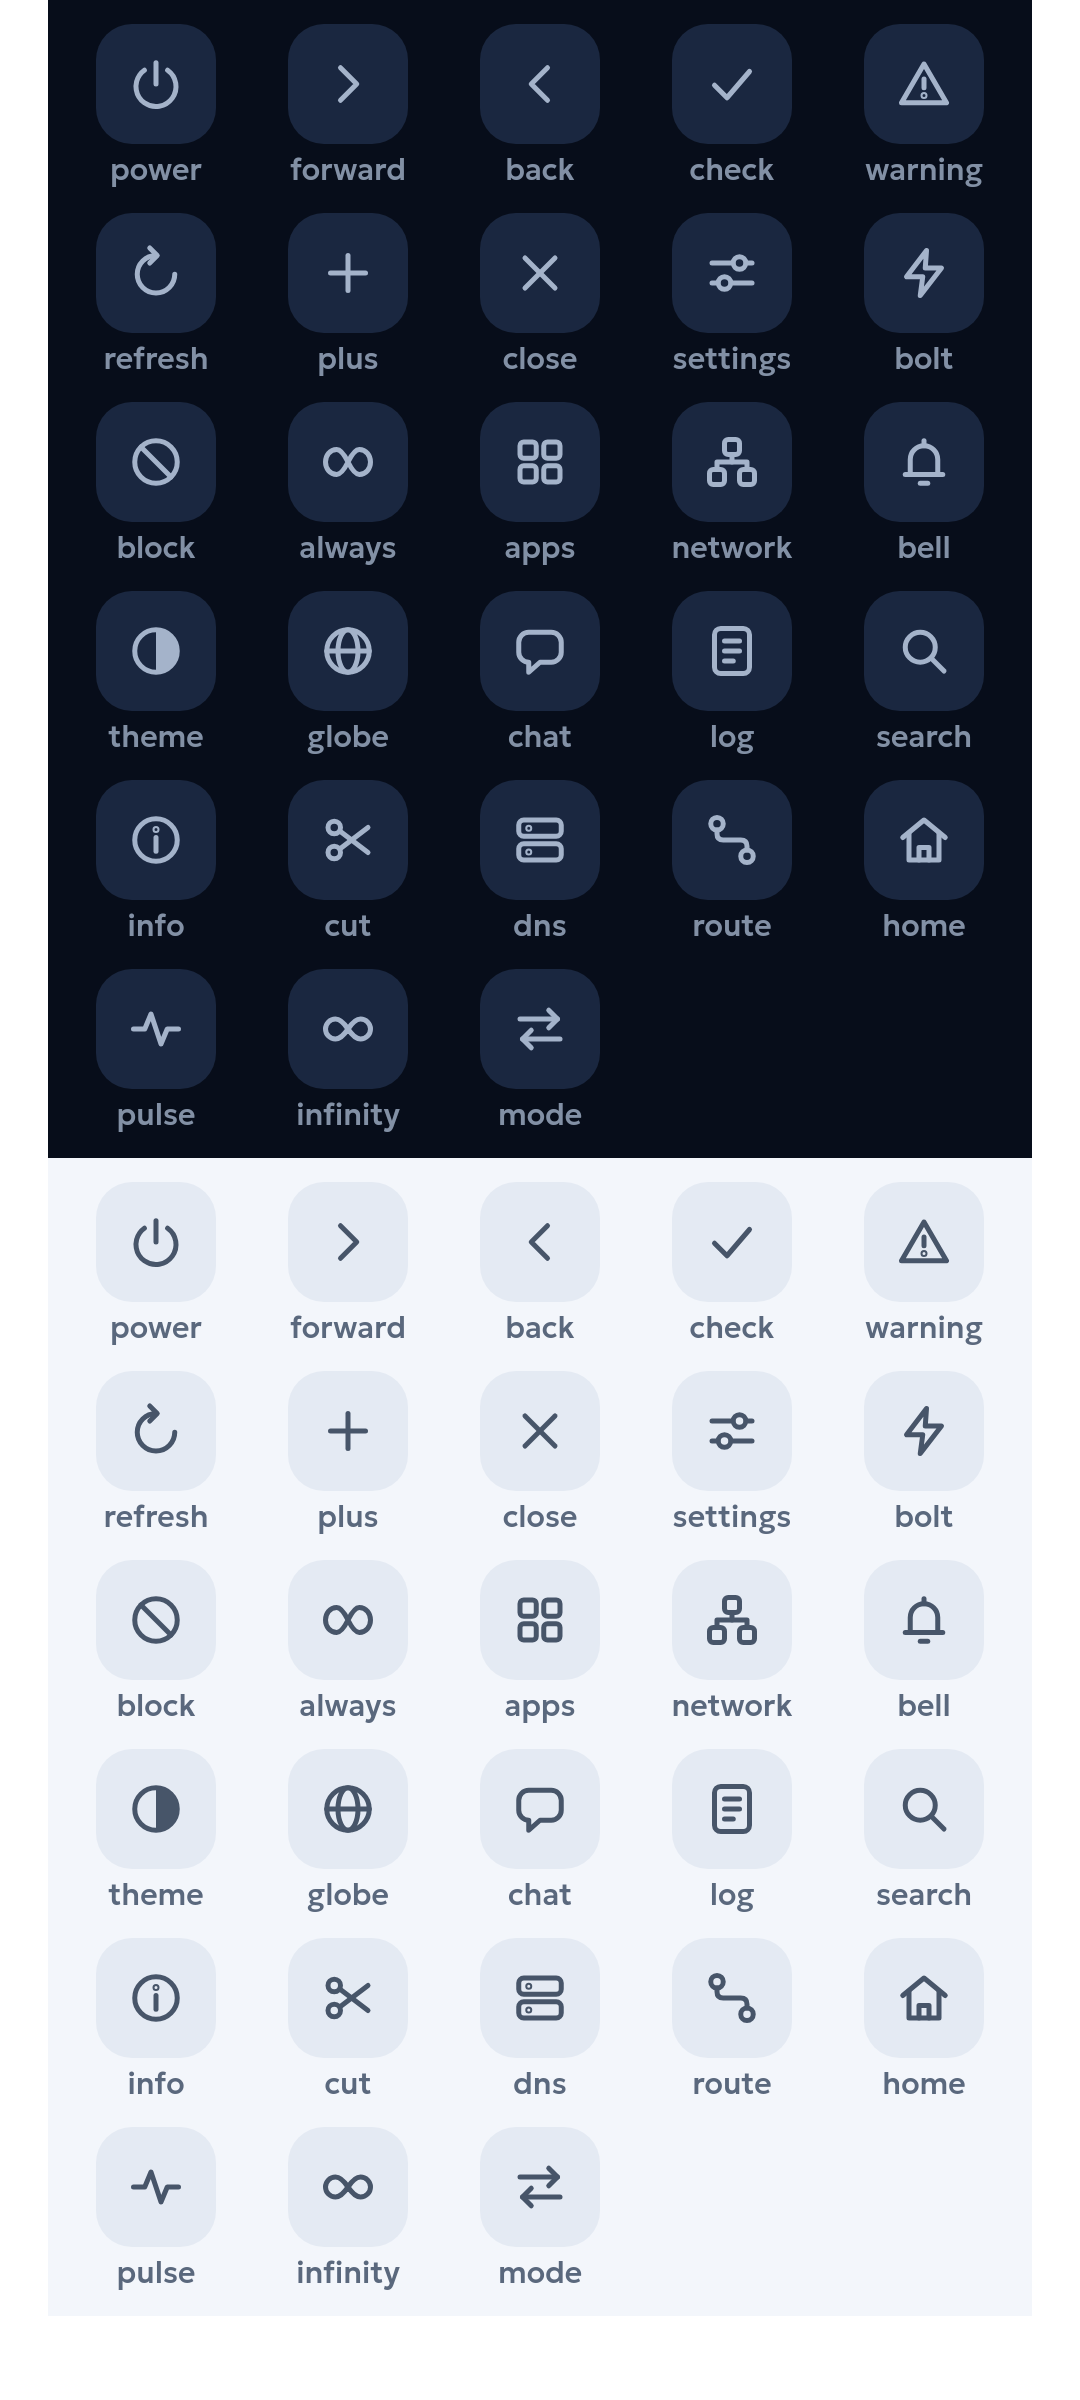 power forward back check warning
refresh plus close settings bolt
block always apps network bell
theme globe chat log search
info cut dns route home
pulse infinity mode
power forward back check warning
refresh plus close settings bolt
block always apps network bell
theme globe chat log search
info cut dns route home
pulse infinity mode